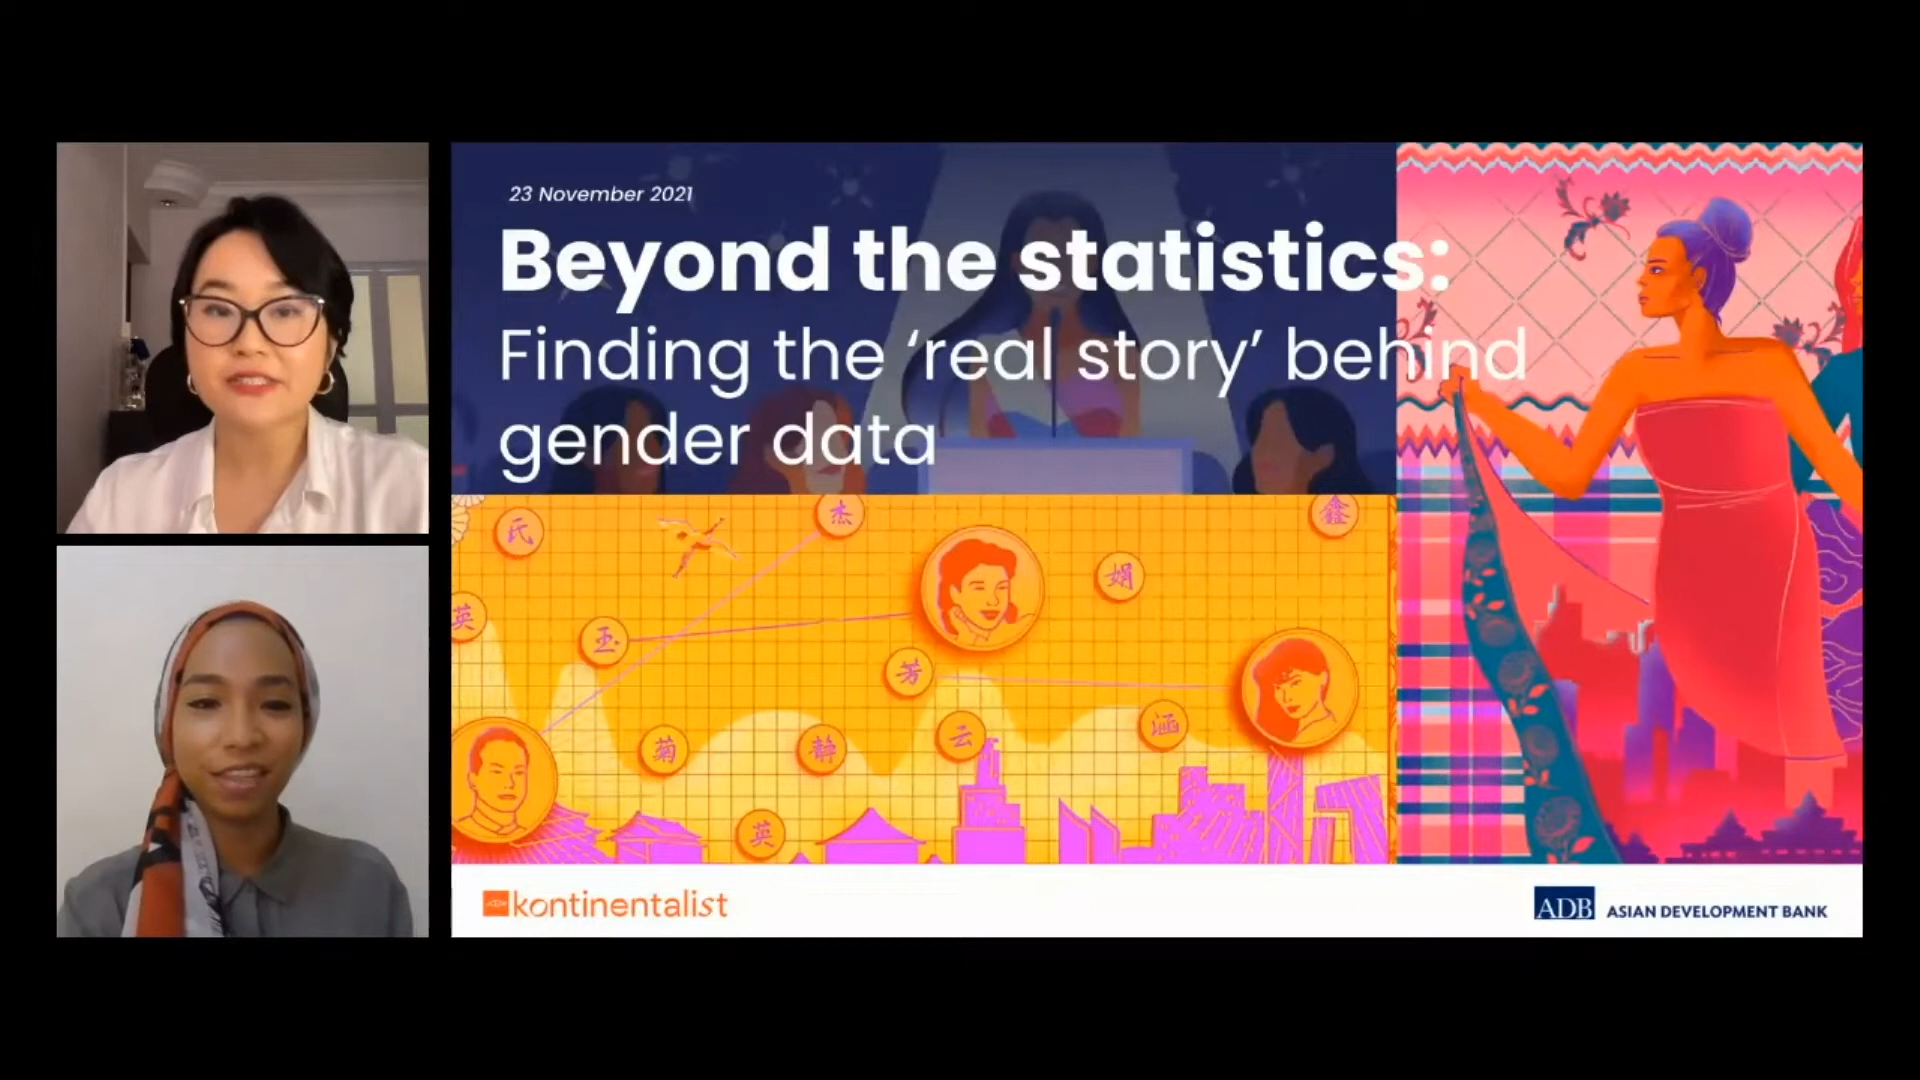 23 November 2021
Beyond the statistics:
Finding the ‘real story’ behind
gender data
氏
杰
鑫
娟
英
玉
芳
菊
静
云
涵
英
kontinentalist
ADB ASIAN DEVELOPMENT BANK